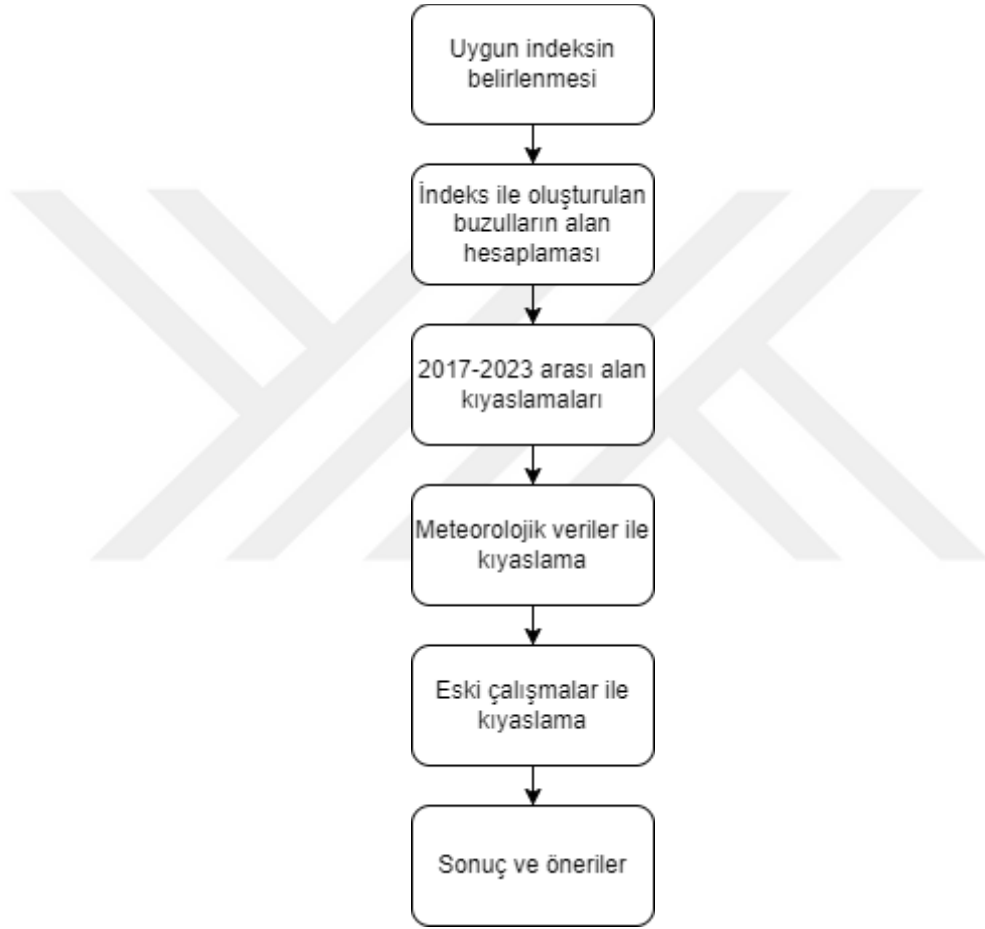 Uygun indeksin
belirlenmesi
İndeks ile oluşturulan
buzulların alan
hesaplaması
2017-2023 arası alan
kıyaslamaları
Meteorolojik veriler ile
kıyaslama
Eski çalışmalar ile
kıyaslama
Sonuç ve öneriler